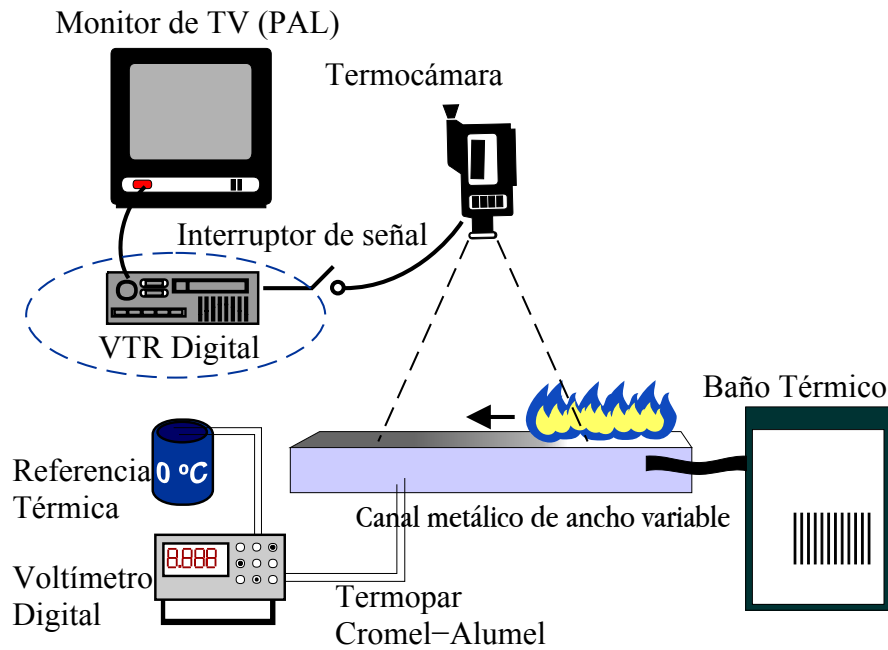 Monitor de TV (PAL)
Termocámara
Interruptor de señal
VTR Digital
Baño Térmico
Referencia
Térmica
0 ºC
Canal metálico de ancho variable
Voltímetro
Digital
8.888
Termopar
Cromel−Alumel